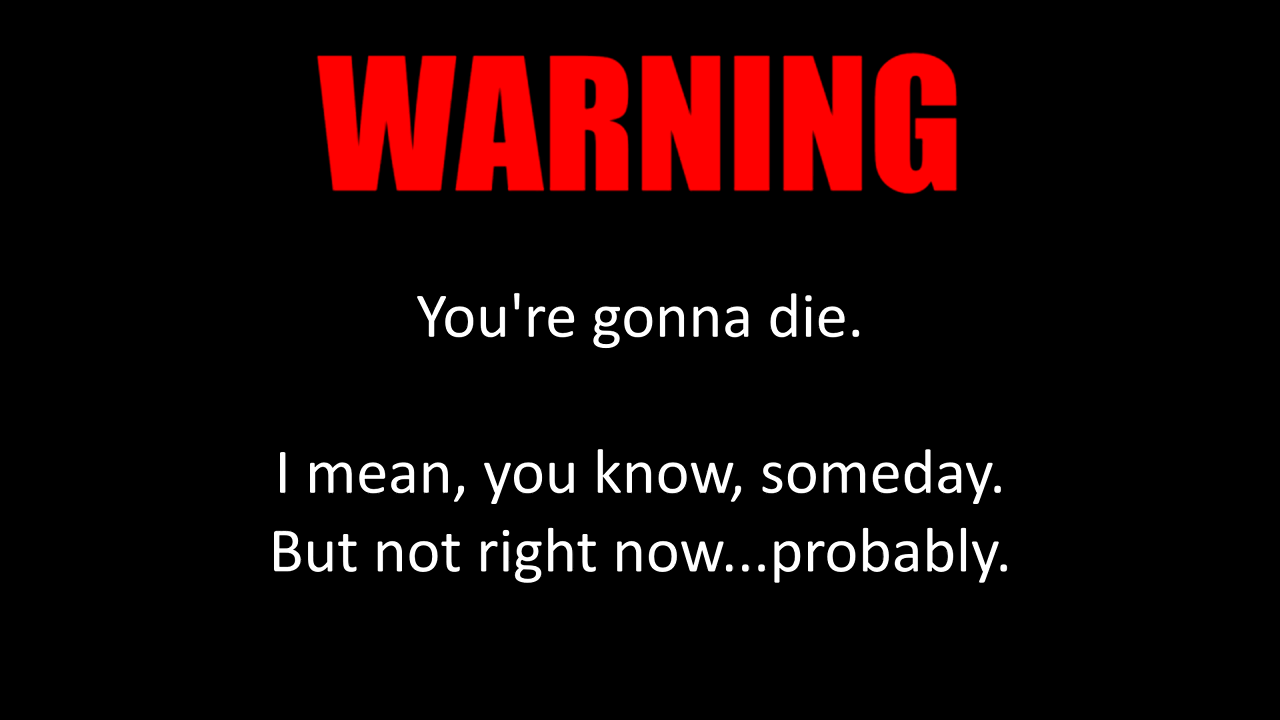 WARNING
You're gonna die.
I mean, you know, someday.
But not right now...probably.